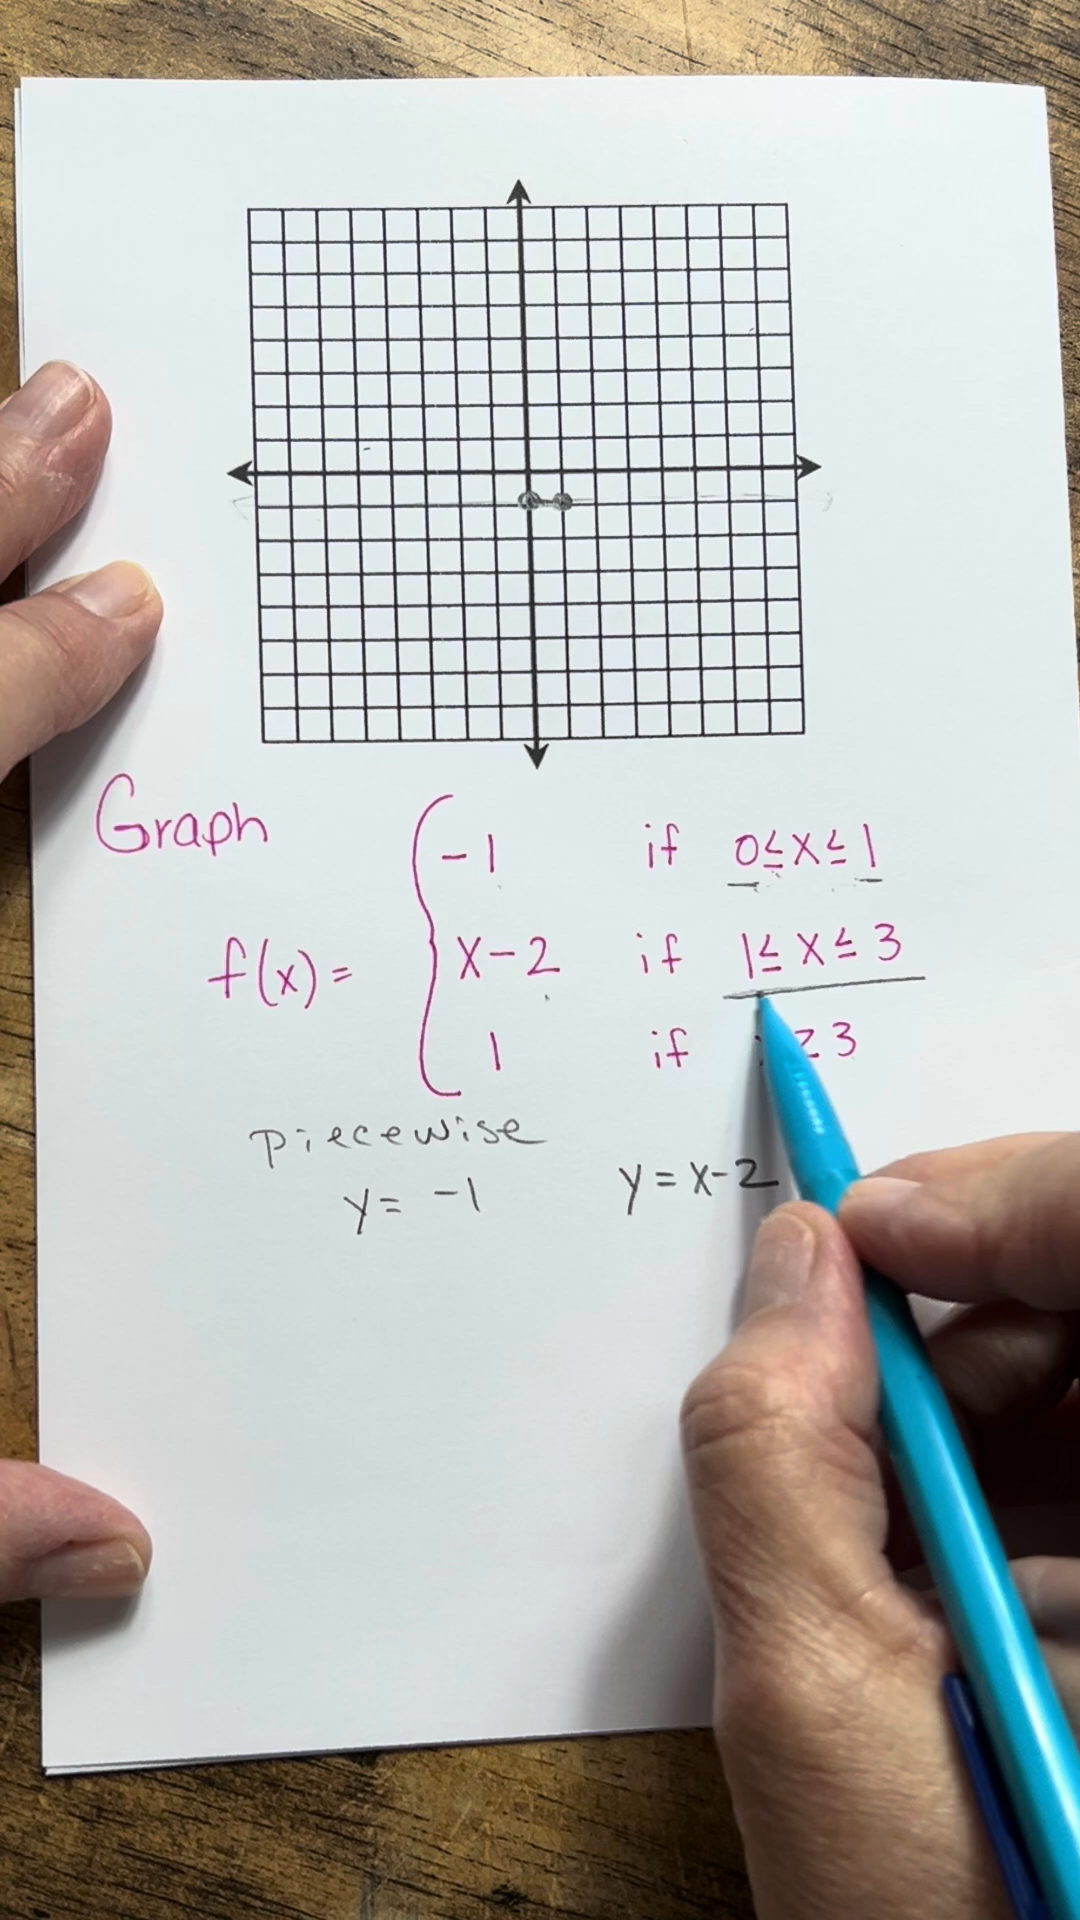 Graph
f(x) = { -1 if 0≤x≤1
x-2 if 1≤x≤3
1 if ≥3
piecewise
y = -1 y = x-2